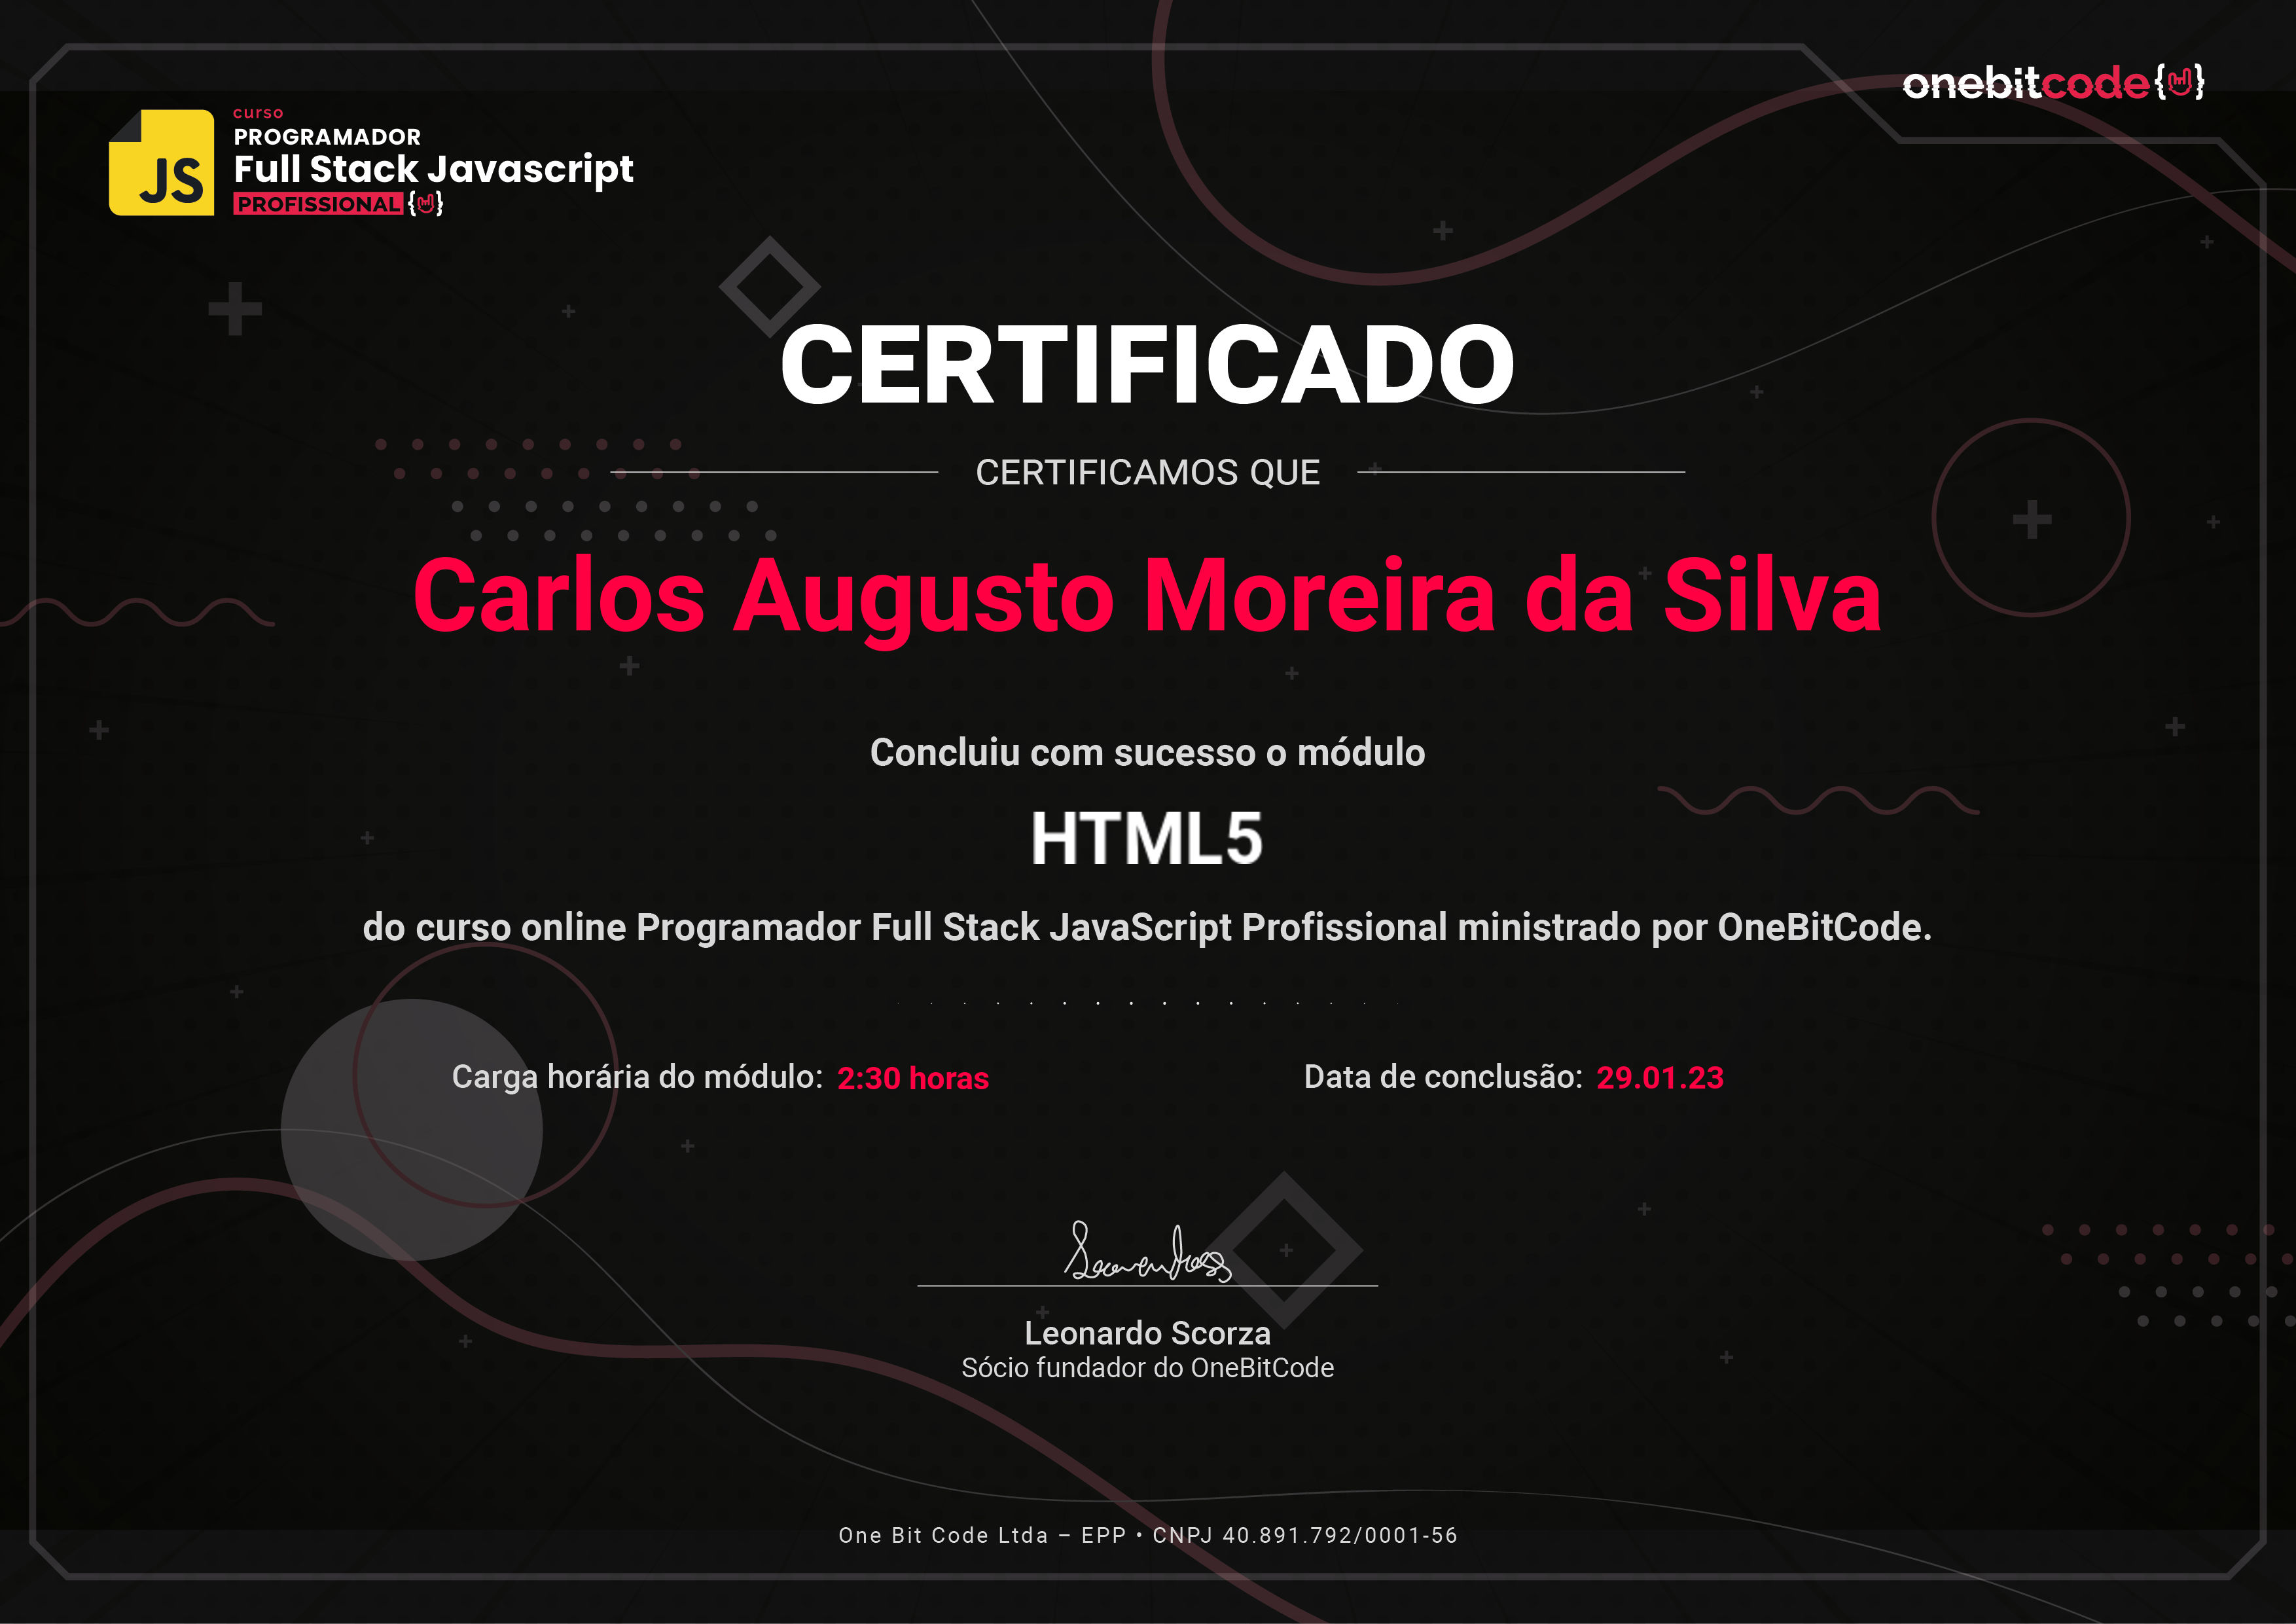 curso
PROGRAMADOR
Full Stack Javascript
PROFISSIONAL
JS
onebitcode
CERTIFICADO
CERTIFICAMOS QUE
Carlos Augusto Moreira da Silva
Concluiu com sucesso o módulo
HTML5
do curso online Programador Full Stack JavaScript Profissional ministrado por OneBitCode.
Carga horária do módulo: 2:30 horas
Data de conclusão: 29.01.23
Leonardo Scorza
Sócio fundador do OneBitCode
One Bit Code Ltda – EPP • CNPJ 40.891.792/0001-56